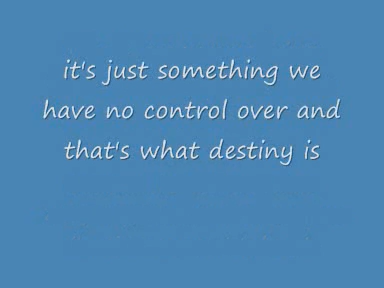 it's just something we
have no control over and
that's what destiny is